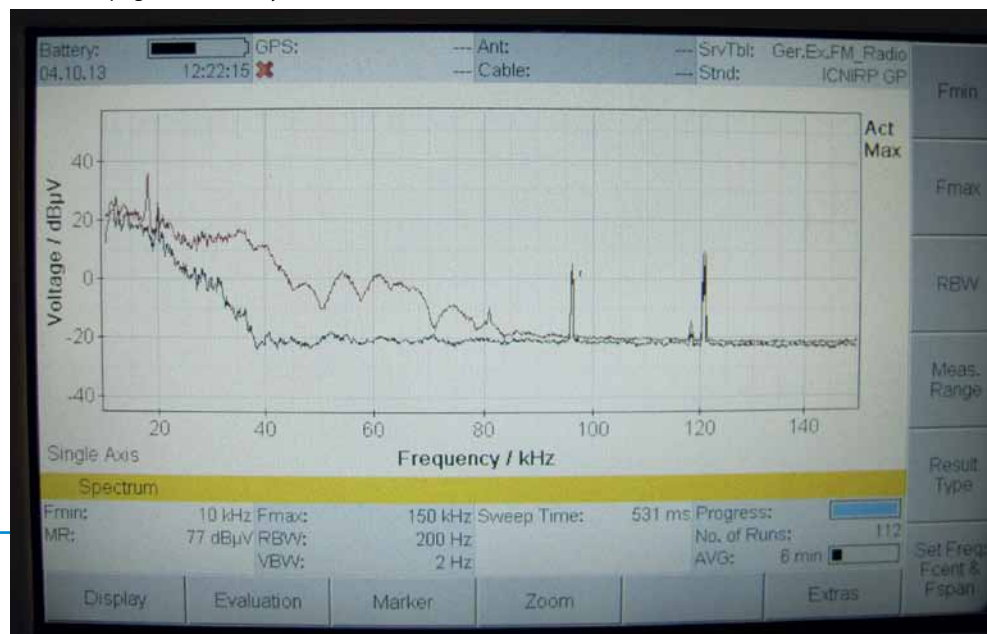 Battery: GPS: --- Ant: --- SrvTbl: Ger.Ex.FM_Radio
04.10.13 12:22:15 --- Cable: --- Stnd: ICNIRP GP
Fmin
Act
Max
Fmax
RBW
Meas.
Range
Result
Type
Set Freq:
Fcent &
Fspan
Voltage / dBµV
40
20
0
-20
-40
20 40 60 80 100 120 140
Single Axis
Frequency / kHz
Spectrum
Fmin: 10 kHz Fmax: 150 kHz Sweep Time: 531 ms Progress:
MR: 77 dBµV RBW: 200 Hz No. of Runs: 112
VBW: 2 Hz AVG: 6 min
Display Evaluation Marker Zoom Extras